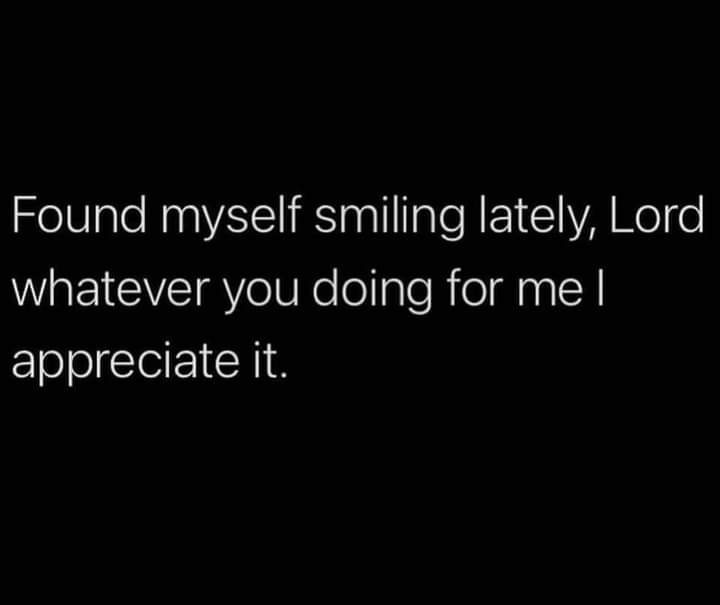 Found myself smiling lately, Lord
whatever you doing for me I
appreciate it.